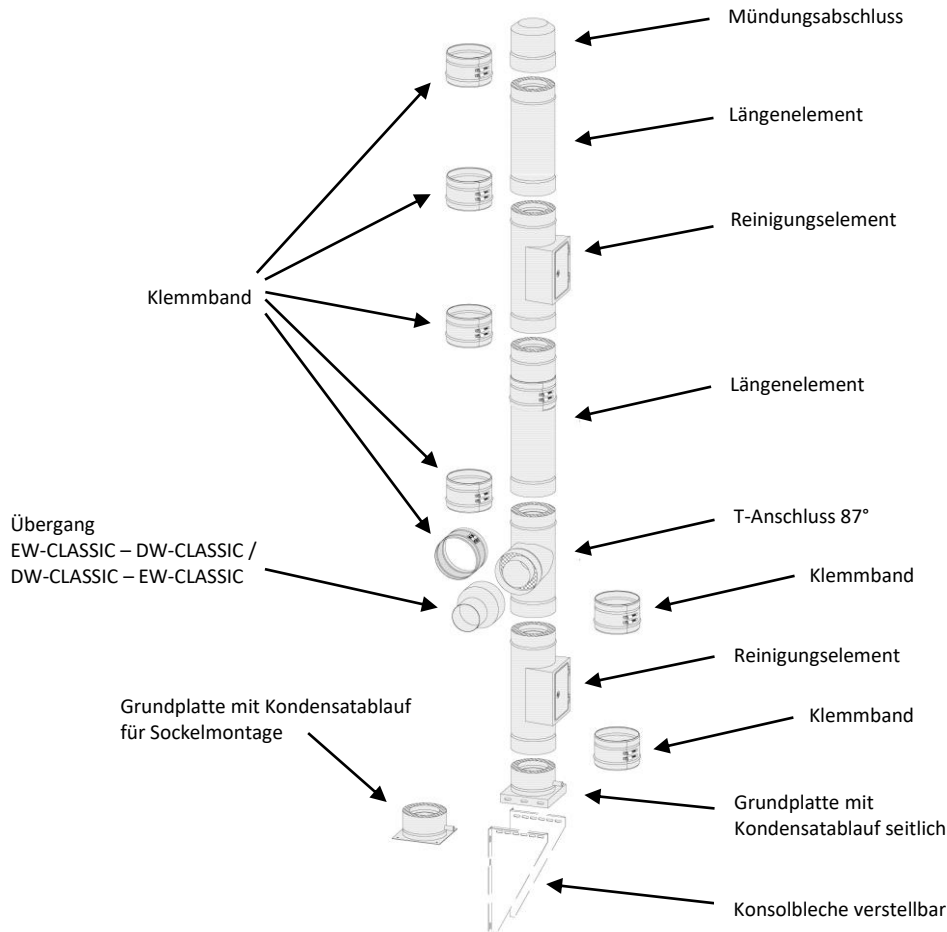 Mündungsabschluss
Längenelement
Reinigungselement
Klemmband
Längenelement
T-Anschluss 87°
Übergang
EW-CLASSIC – DW-CLASSIC /
DW-CLASSIC – EW-CLASSIC
Klemmband
Reinigungselement
Grundplatte mit Kondensatablauf
für Sockelmontage
Klemmband
Grundplatte mit
Kondensatablauf seitlich
Konsolbleche verstellbar